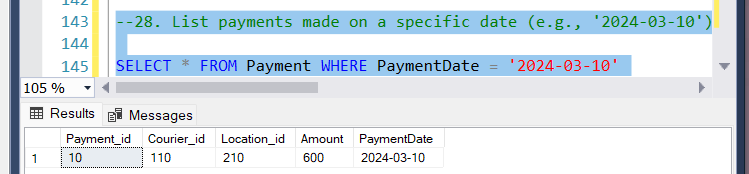 142
143 --28. List payments made on a specific date (e.g., '2024-03-10')
144
145 SELECT * FROM Payment WHERE PaymentDate = '2024-03-10'
105 %
Results Messages
Payment_id Courier_id Location_id Amount PaymentDate
1 10 110 210 600 2024-03-10